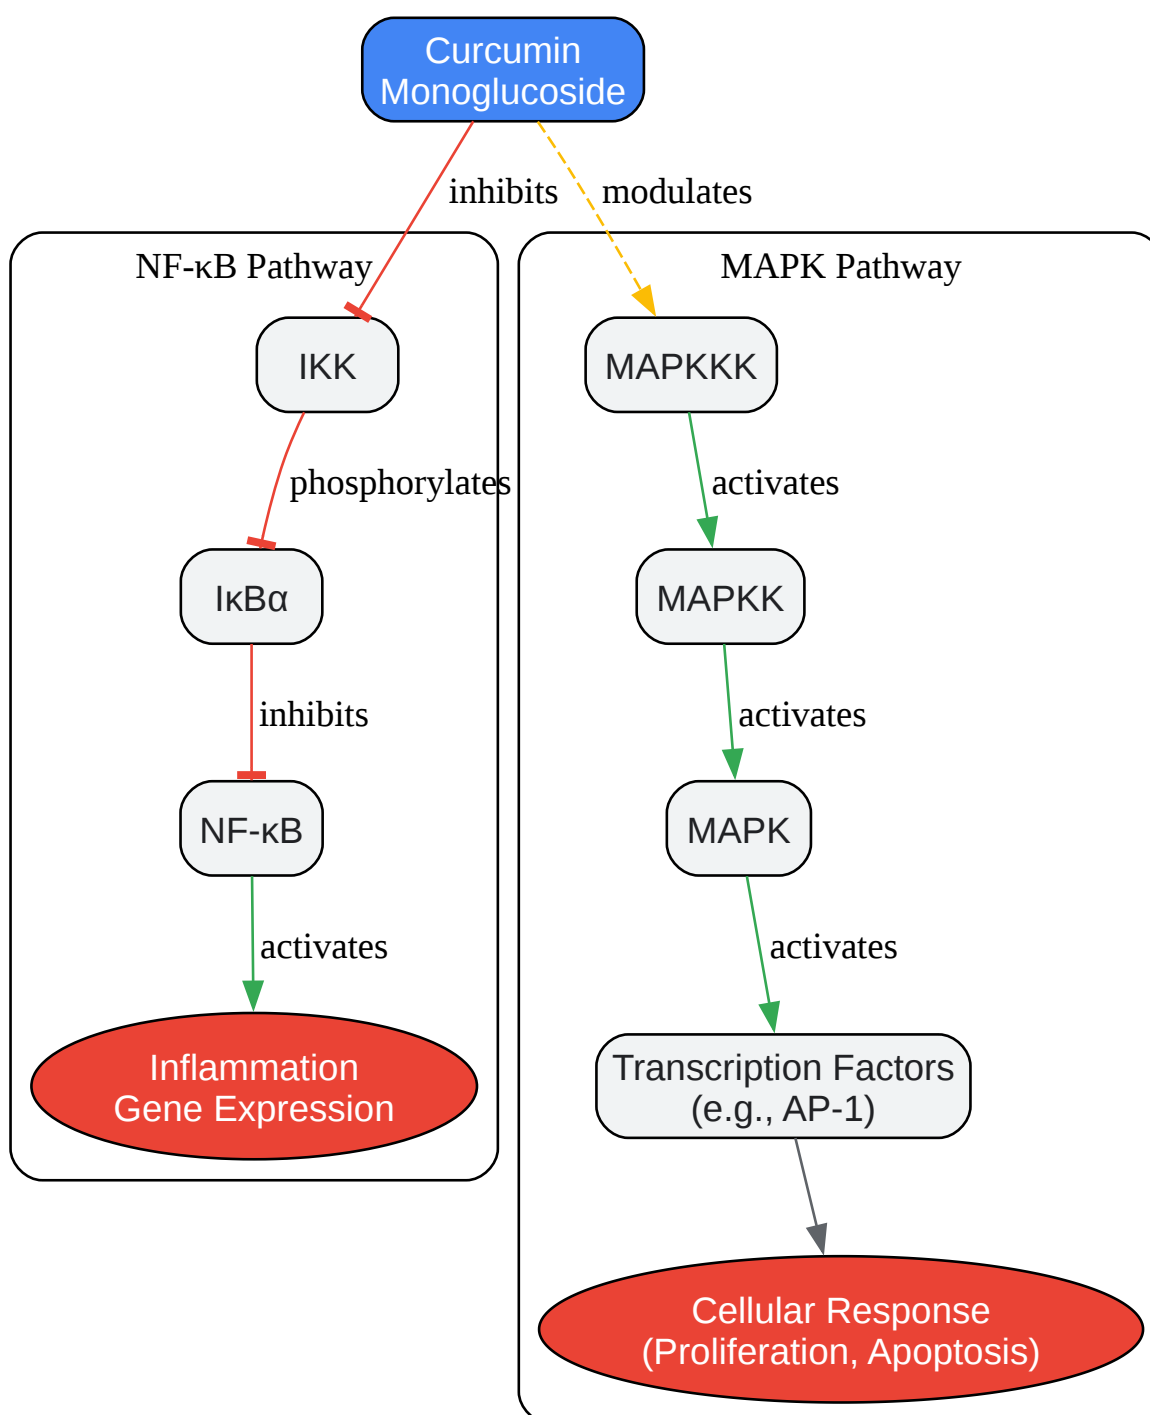 Curcumin
Monoglucoside
inhibits
modulates
NF-κB Pathway
IKK
phosphorylates
IκBα
inhibits
NF-κB
activates
Inflammation
Gene Expression
MAPK Pathway
MAPKKK
activates
MAPKK
activates
MAPK
activates
Transcription Factors
(e.g., AP-1)
Cellular Response
(Proliferation, Apoptosis)